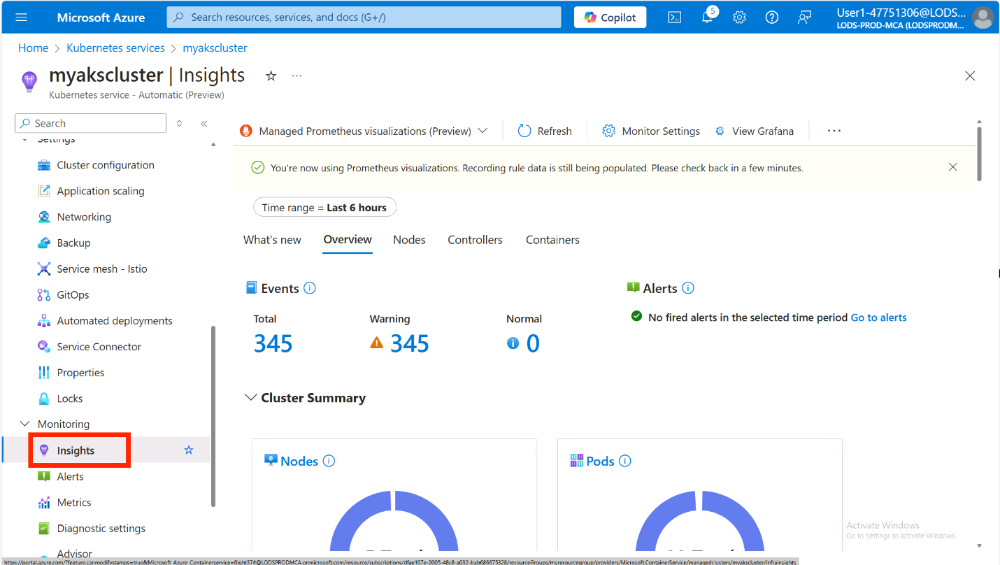 Microsoft Azure
Search resources, services, and docs (G+/)
Copilot
5
User1-47751306@LODS...
LODS-PROD-MCA (LODSPRODM...
Home > Kubernetes services > myakscluster
myakscluster | Insights
Kubernetes service - Automatic (Preview)
Search
Settings
Cluster configuration
Application scaling
Networking
Backup
Service mesh - Istio
GitOps
Automated deployments
Service Connector
Properties
Locks
Monitoring
Insights
Alerts
Metrics
Diagnostic settings
Advisor
Managed Prometheus visualizations (Preview)
Refresh
Monitor Settings
View Grafana
You're now using Prometheus visualizations. Recording rule data is still being populated. Please check back in a few minutes.
Time range = Last 6 hours
What's new Overview Nodes Controllers Containers
Events
Total Warning Normal
345 345 0
Alerts
No fired alerts in the selected time period Go to alerts
Cluster Summary
Nodes
Pods
Activate Windows
Go to Settings to activate Windows.
https://portal.azure.com/?feature.canmodifystamps=true&Microsoft_Azure_Containerservice=flight37#@LODSPRODMCA.onmicrosoft.com/resource/subscriptions/dfae107e-0005-48c8-a032-bab686675328/resourceGroups/myresourcegroup/providers/Microsoft.ContainerService/managedclusters/myakscluster/infrainsights